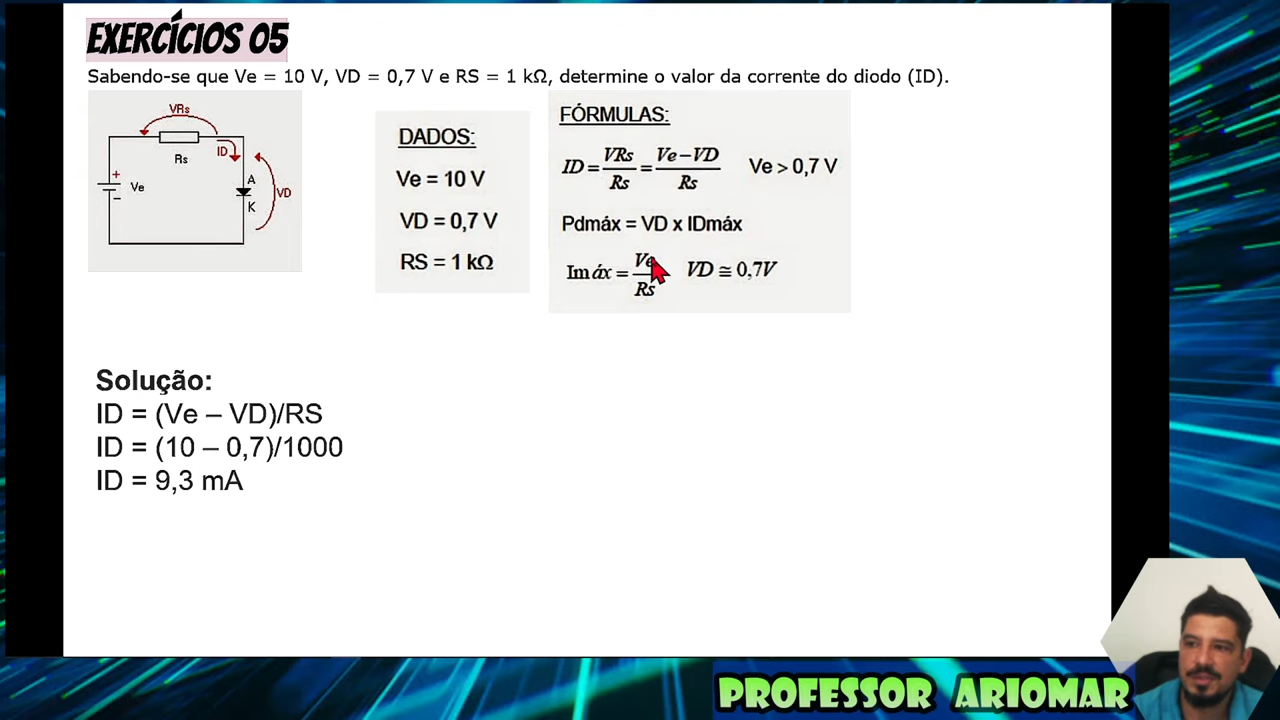 EXERCÍCIOS 05
Sabendo-se que Ve = 10 V, VD = 0,7 V e RS = 1 kΩ, determine o valor da corrente do diodo (ID).
VRs
Rs
ID
+
Ve
−
A
K
VD
DADOS:
Ve = 10 V
VD = 0,7 V
RS = 1 kΩ
FÓRMULAS:
ID = VRs/Rs = Ve − VD/Rs Ve > 0,7 V
Pdmáx = VD x IDmáx
Imáx = Ve/Rs VD ≅ 0,7V
Solução:
ID = (Ve – VD)/RS
ID = (10 – 0,7)/1000
ID = 9,3 mA
PROFESSOR ARIOMAR